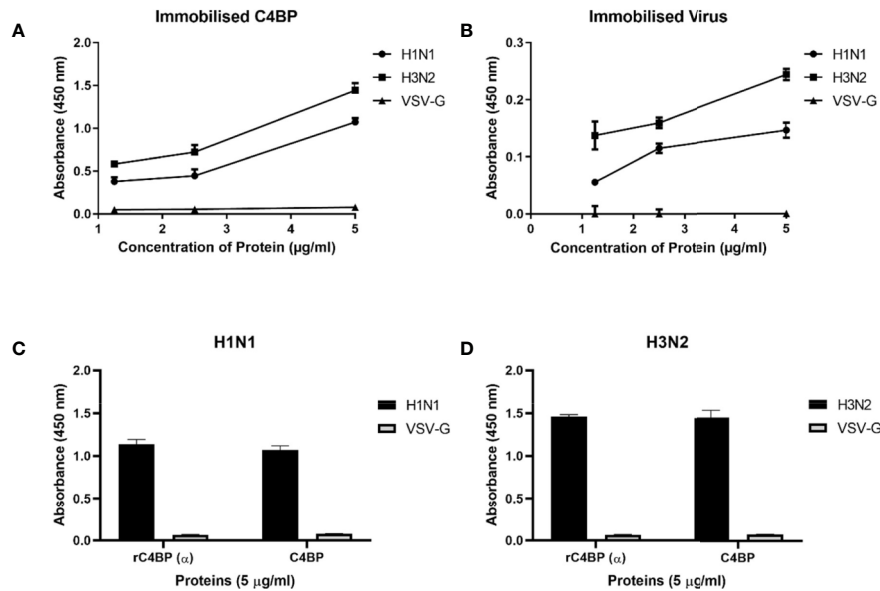 A
Immobilised C4BP
Absorbance (450 nm)
2.0
1.5
1.0
0.5
0.0
1
2
3
4
5
Concentration of Protein (µg/ml)
H1N1
H3N2
VSV-G
B
Immobilised Virus
Absorbance (450 nm)
0.3
0.2
0.1
0.0
0
1
2
3
4
5
Concentration of Protein (µg/ml)
H1N1
H3N2
VSV-G
C
H1N1
Absorbance (450 nm)
2.0
1.5
1.0
0.5
0.0
rC4BP (α)
C4BP
Proteins (5 µg/ml)
H1N1
VSV-G
D
H3N2
Absorbance (450 nm)
2.0
1.5
1.0
0.5
0.0
rC4BP (α)
C4BP
Proteins (5 µg/ml)
H3N2
VSV-G